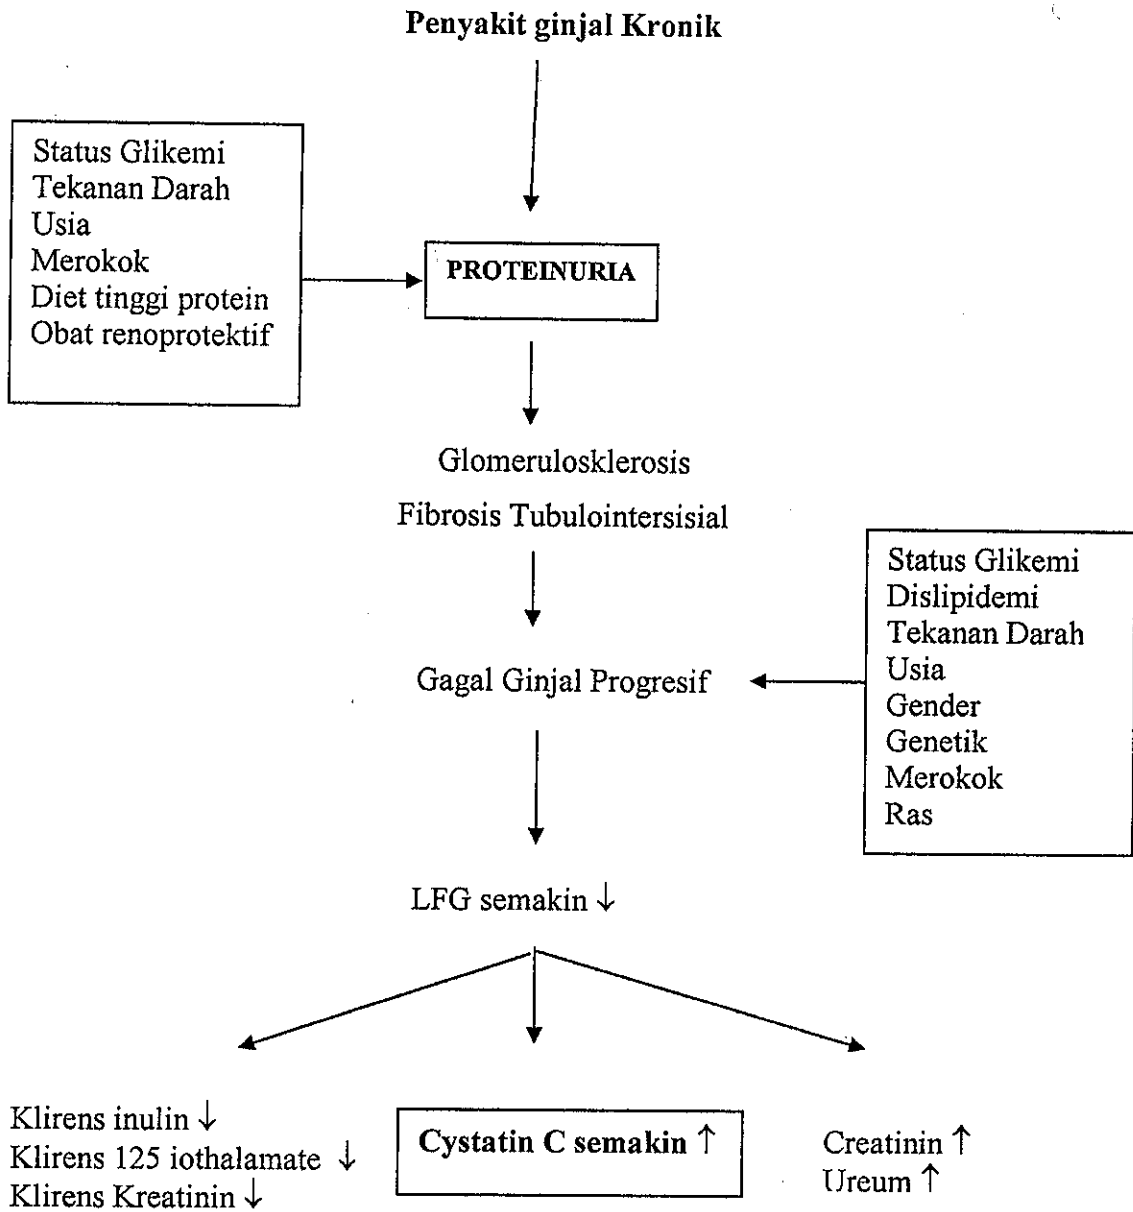 Penyakit ginjal Kronik
Status Glikemi
Tekanan Darah
Usia
Merokok
Diet tinggi protein
Obat renoprotektif
PROTEINURIA
Glomerulosklerosis
Fibrosis Tubulointersisial
Gagal Ginjal Progresif
Status Glikemi
Dislipidemi
Tekanan Darah
Usia
Gender
Genetik
Merokok
Ras
LFG semakin ↓
Klirens inulin ↓
Klirens 125 iothalamate ↓
Klirens Kreatinin ↓
Cystatin C semakin ↑
Creatinin ↑
Ureum ↑